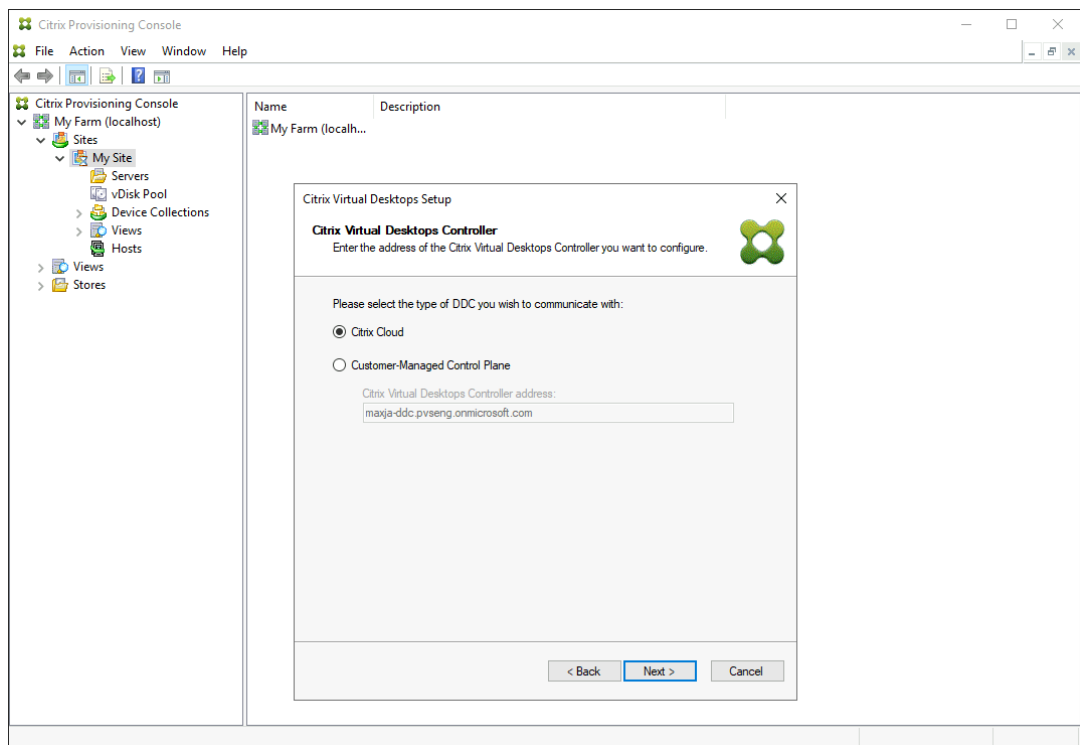 Citrix Provisioning Console
File Action View Window Help
Citrix Provisioning Console
My Farm (localhost)
Sites
My Site
Servers
vDisk Pool
Device Collections
Views
Hosts
Views
Stores
Name Description
My Farm (localh...
Citrix Virtual Desktops Setup
Citrix Virtual Desktops Controller
Enter the address of the Citrix Virtual Desktops Controller you want to configure.
Please select the type of DDC you wish to communicate with:
Citrix Cloud
Customer-Managed Control Plane
Citrix Virtual Desktops Controller address:
maxja-ddc.pvseng.onmicrosoft.com
< Back Next > Cancel